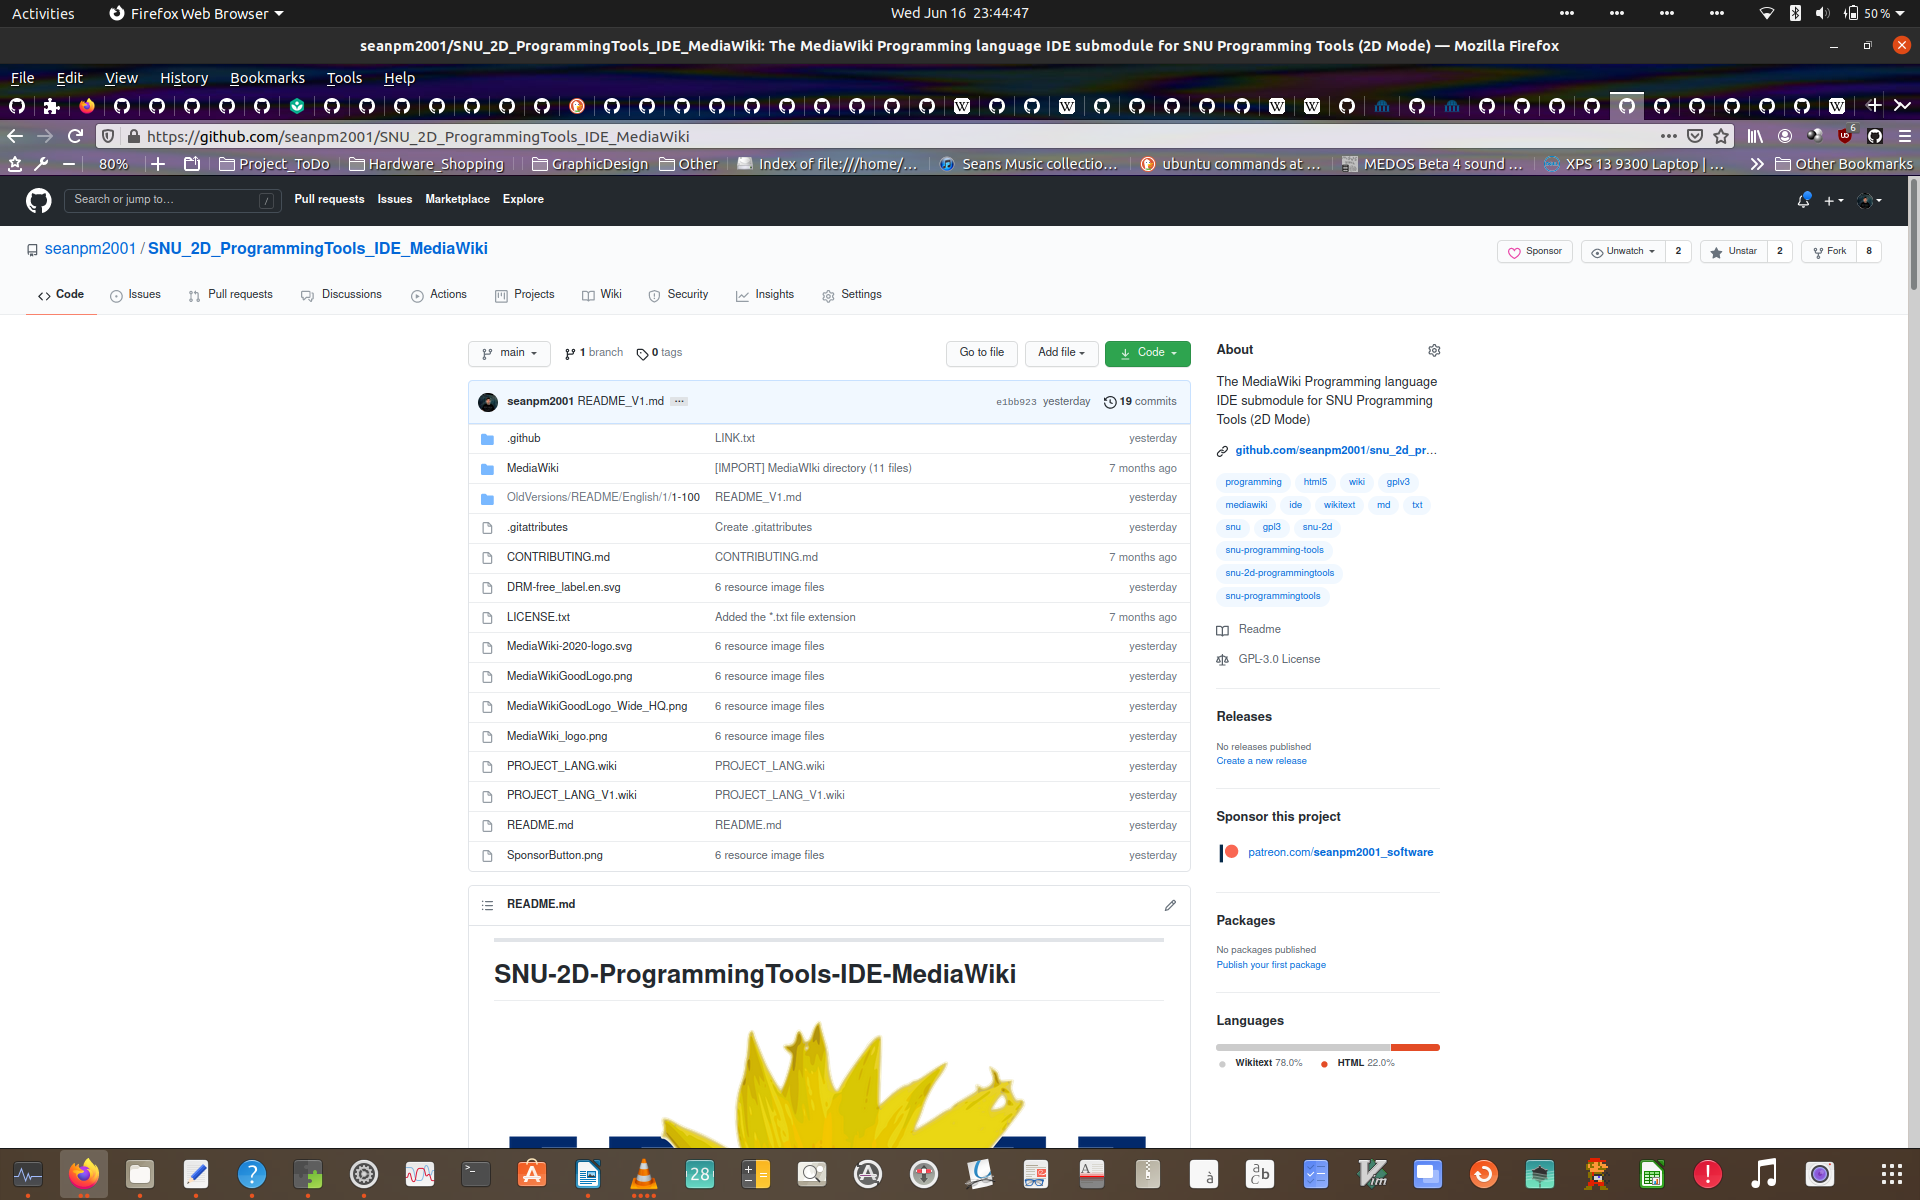 Activities Firefox Web Browser Wed Jun 16 23:44:47 50 %
seanpm2001/SNU_2D_ProgrammingTools_IDE_MediaWiki: The MediaWiki Programming language IDE submodule for SNU Programming Tools (2D Mode) — Mozilla Firefox
File Edit View History Bookmarks Tools Help
https://github.com/seanpm2001/SNU_2D_ProgrammingTools_IDE_MediaWiki 6
80% Project_ToDo Hardware_Shopping GraphicDesign Other Index of file:///home/... Seans Music collectio... ubuntu commands at ... MEDOS Beta 4 sound ... XPS 13 9300 Laptop | ... Other Bookmarks
Search or jump to... / Pull requests Issues Marketplace Explore
seanpm2001 / SNU_2D_ProgrammingTools_IDE_MediaWiki Sponsor Unwatch 2 Unstar 2 Fork 8
Code Issues Pull requests Discussions Actions Projects Wiki Security Insights Settings
main 1 branch 0 tags Go to file Add file Code
seanpm2001 README_V1.md ... e1bb923 yesterday 19 commits
.github LINK.txt yesterday
MediaWiki [IMPORT] MediaWIki directory (11 files) 7 months ago
OldVersions/README/English/1/1-100 README_V1.md yesterday
.gitattributes Create .gitattributes yesterday
CONTRIBUTING.md CONTRIBUTING.md 7 months ago
DRM-free_label.en.svg 6 resource image files yesterday
LICENSE.txt Added the *.txt file extension 7 months ago
MediaWiki-2020-logo.svg 6 resource image files yesterday
MediaWikiGoodLogo.png 6 resource image files yesterday
MediaWikiGoodLogo_Wide_HQ.png 6 resource image files yesterday
MediaWiki_logo.png 6 resource image files yesterday
PROJECT_LANG.wiki PROJECT_LANG.wiki yesterday
PROJECT_LANG_V1.wiki PROJECT_LANG_V1.wiki yesterday
README.md README.md yesterday
SponsorButton.png 6 resource image files yesterday
README.md
SNU-2D-ProgrammingTools-IDE-MediaWiki
About
The MediaWiki Programming language
IDE submodule for SNU Programming
Tools (2D Mode)
github.com/seanpm2001/snu_2d_pr...
programming html5 wiki gplv3
mediawiki ide wikitext md txt
snu gpl3 snu-2d
snu-programming-tools
snu-2d-programmingtools
snu-programmingtools
Readme
GPL-3.0 License
Releases
No releases published
Create a new release
Sponsor this project
patreon.com/seanpm2001_software
Packages
No packages published
Publish your first package
Languages
Wikitext 78.0% HTML 22.0%
28